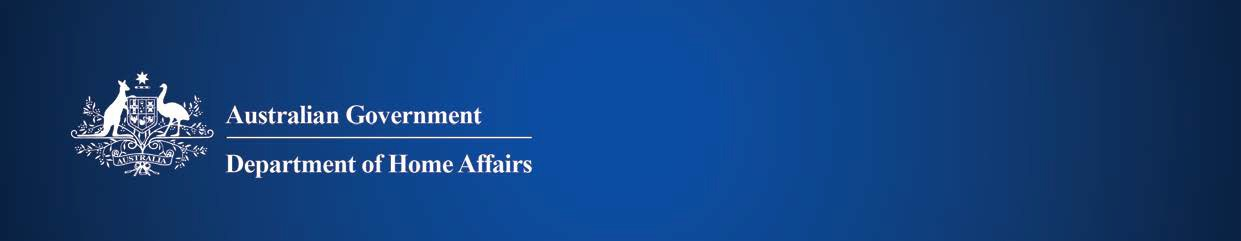 Australian Government
Department of Home Affairs
AUSTRALIA